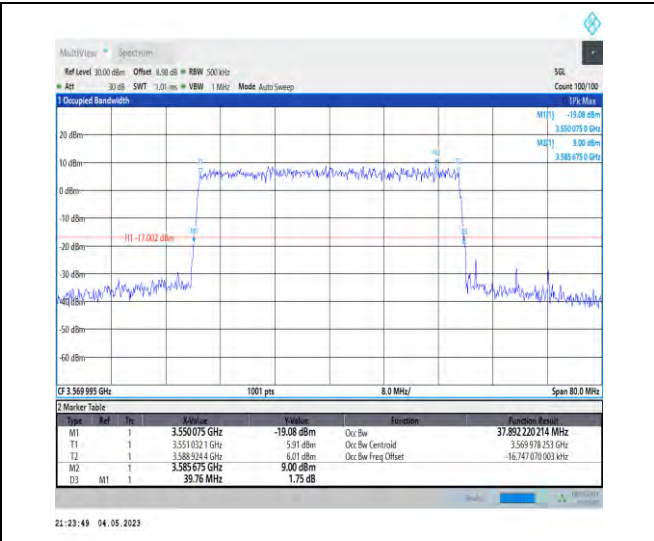 MultiView Spectrum
Ref Level 30.00 dBm Offset 8.98 dB RBW 500 kHz SGL
Att 30 dB SWT 1.01 ms VBW 1 MHz Mode Auto Sweep Count 100/100
1 Occupied Bandwidth 1Pk Max
M1[1] -19.08 dBm
3.550 075 0 GHz
M2[1] 9.00 dBm
3.585 675 0 GHz
20 dBm
10 dBm
0 dBm
-10 dBm
H1 -17.002 dBm
-20 dBm
-30 dBm
-40 dBm
-50 dBm
-60 dBm
CF 3.569 995 GHz 1001 pts 8.0 MHz/ Span 80.0 MHz
2 Marker Table
Type Ref Trc X-Value Y-Value Function Function Result
M1 1 3.550 075 GHz -19.08 dBm Occ Bw 37.892 220 214 MHz
T1 1 3.551 032 1 GHz 5.91 dBm Occ Bw Centroid 3.569 978 253 GHz
T2 1 3.588 924 4 GHz 6.01 dBm Occ Bw Freq Offset -16.747 070 003 kHz
M2 1 3.585 675 GHz 9.00 dBm
D3 M1 1 39.76 MHz 1.75 dB
21:23:49 04.05.2023